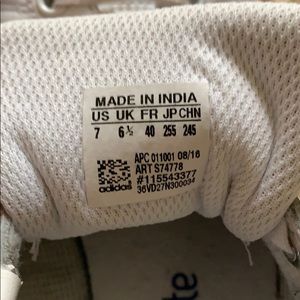 MADE IN INDIA
US UK FR JP CHN
7 6½ 40 255 245
APC 011001 08/16
ART S74778
#115543377
36VD27N300034
adidas